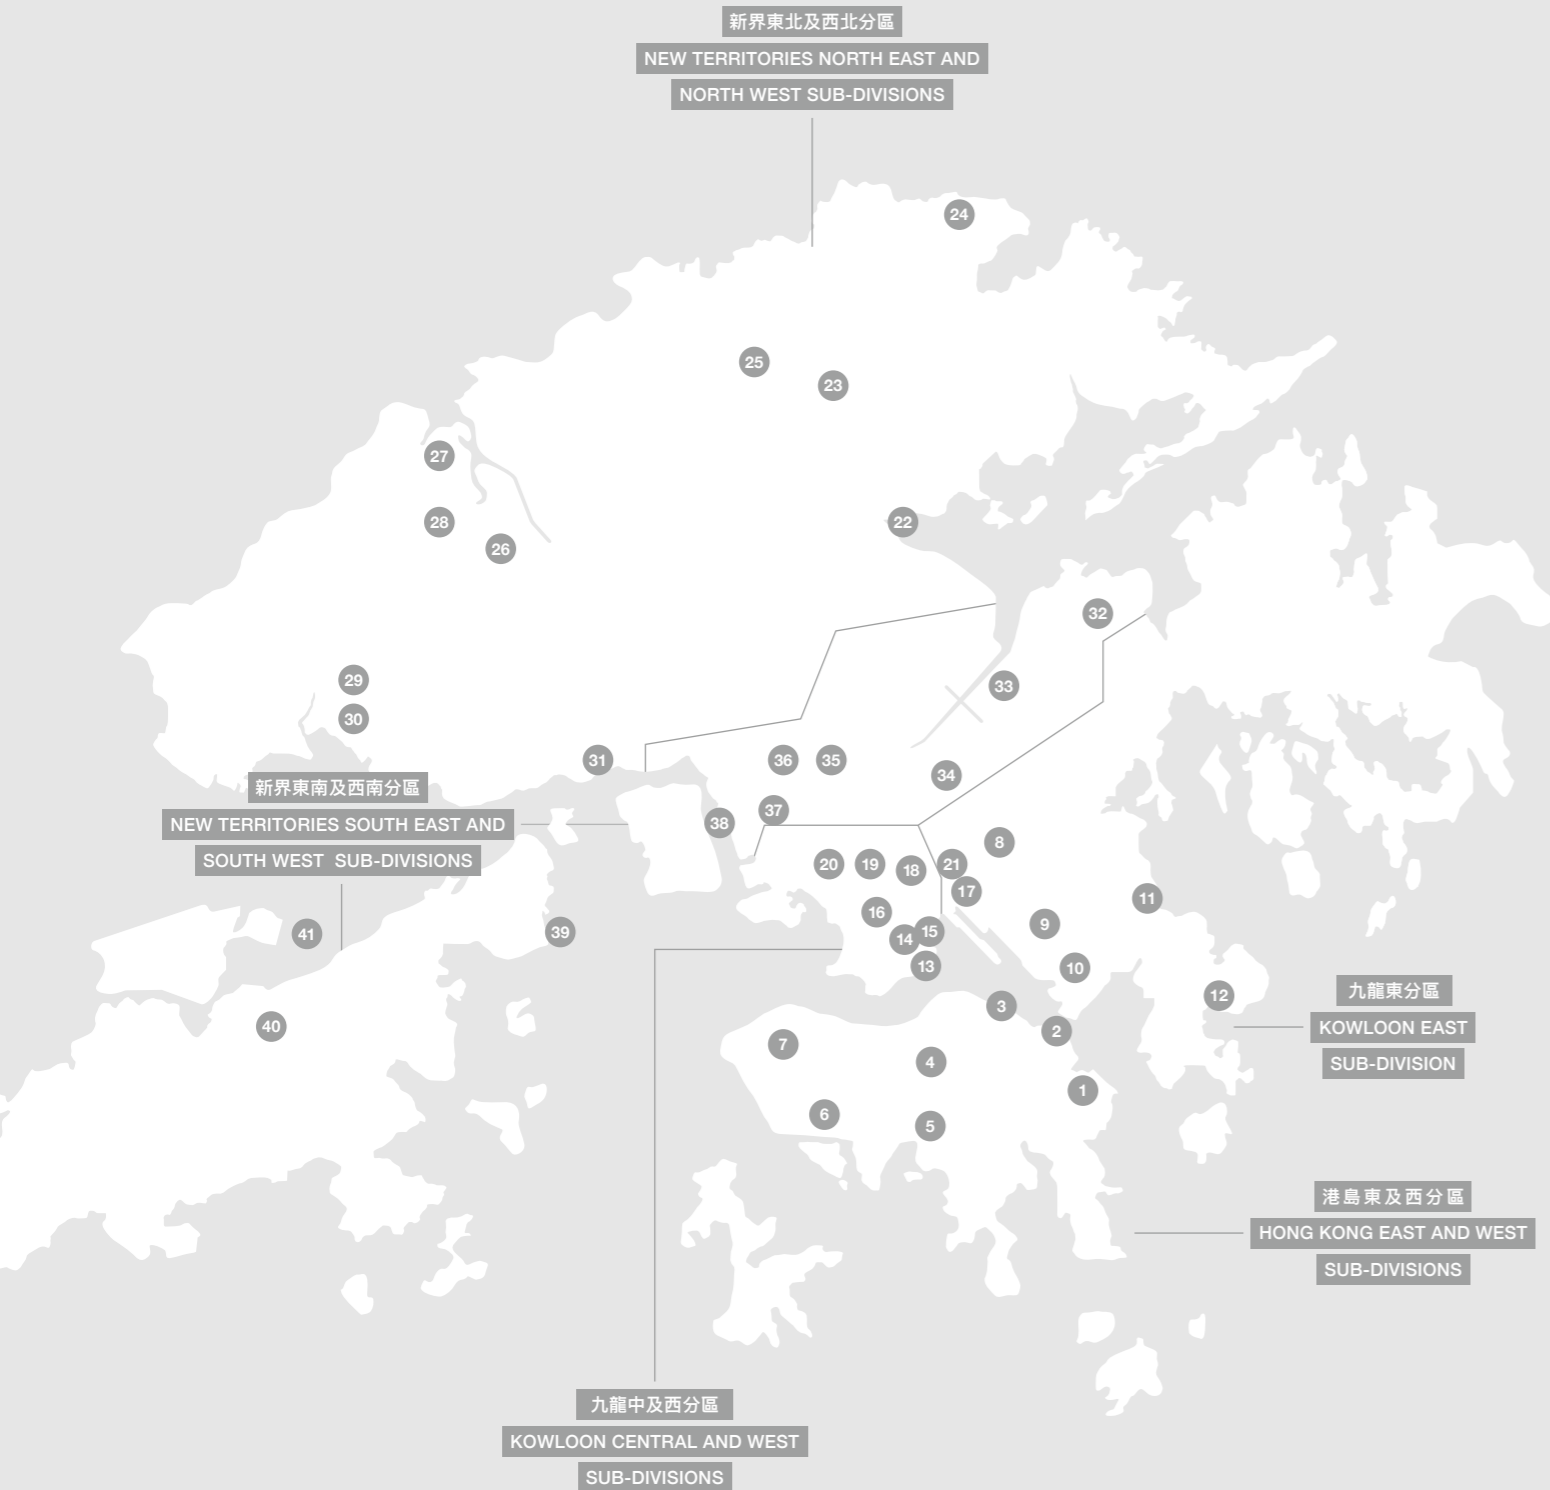 新界東北及西北分區
NEW TERRITORIES NORTH EAST AND
NORTH WEST SUB-DIVISIONS
24
25
23
27
28
26
22
32
29
33
30
31
36
35
34
新界東南及西南分區
NEW TERRITORIES SOUTH EAST AND
SOUTH WEST SUB-DIVISIONS
37
38
8
20
19
18
21
17
11
16
9
41
39
14
15
13
10
12
九龍東分區
KOWLOON EAST
SUB-DIVISION
3
40
2
7
4
1
6
5
港島東及西分區
HONG KONG EAST AND WEST
SUB-DIVISIONS
九龍中及西分區
KOWLOON CENTRAL AND WEST
SUB-DIVISIONS